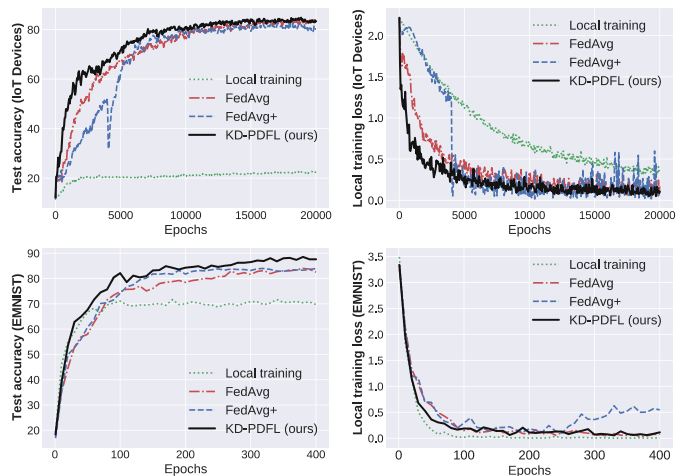 Test accuracy (IoT Devices)
80
60
40
20
0
5000
10000
15000
20000
Epochs
Local training
FedAvg
FedAvg+
KD-PDFL (ours)
Local training loss (IoT Devices)
2.0
1.5
1.0
0.5
0.0
0
5000
10000
15000
20000
Epochs
Local training
FedAvg
FedAvg+
KD-PDFL (ours)
Test accuracy (EMNIST)
90
80
70
60
50
40
30
20
0
100
200
300
400
Epochs
Local training
FedAvg
FedAvg+
KD-PDFL (ours)
Local training loss (EMNIST)
3.5
3.0
2.5
2.0
1.5
1.0
0.5
0.0
0
100
200
300
400
Epochs
Local training
FedAvg
FedAvg+
KD-PDFL (ours)